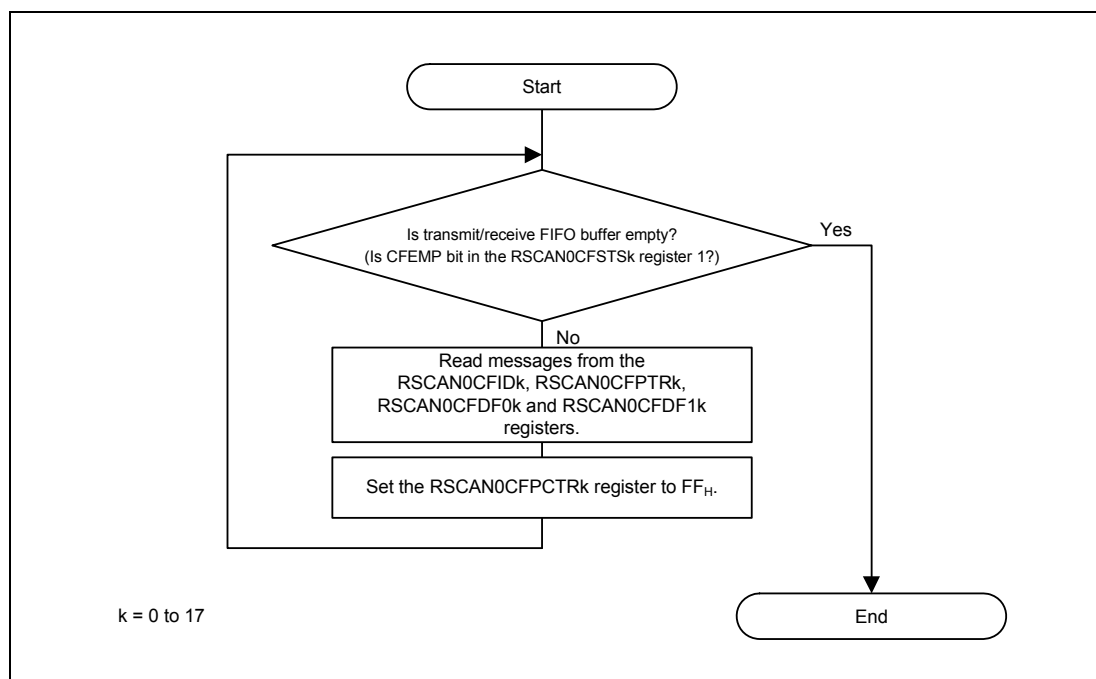 Start
Is transmit/receive FIFO buffer empty?
(Is CFEMP bit in the RSCAN0CFSTSk register 1?)
Yes
No
Read messages from the
RSCAN0CFIDk, RSCAN0CFPTRk,
RSCAN0CFDF0k and RSCAN0CFDF1k
registers.
Set the RSCAN0CFPCTRk register to FFH.
k = 0 to 17
End